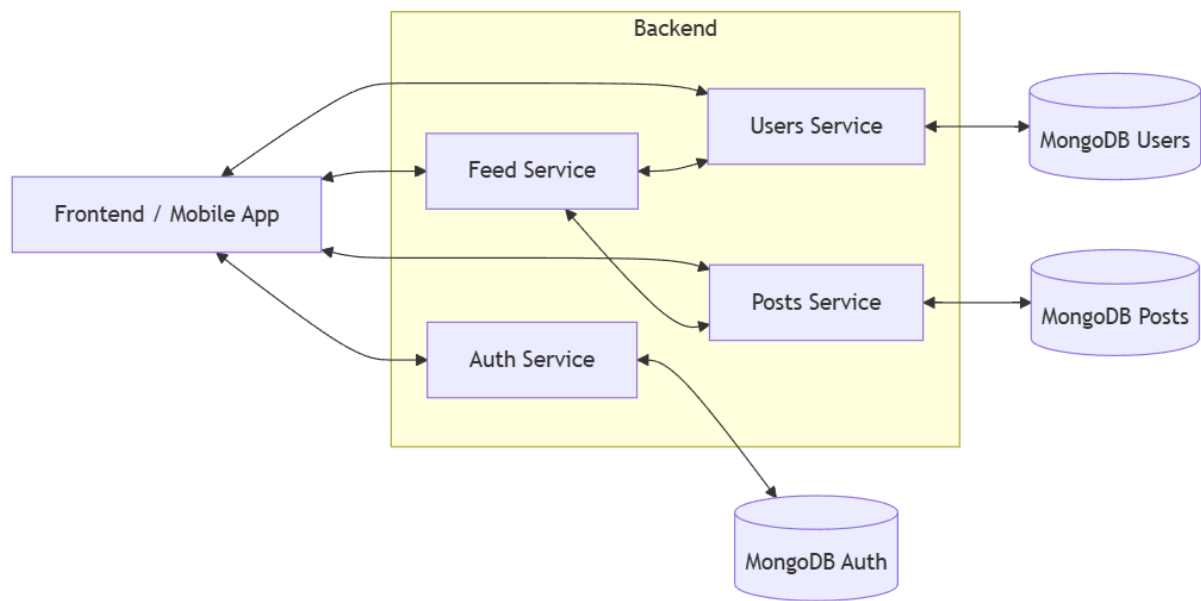 Backend
Users Service
MongoDB Users
Feed Service
Frontend / Mobile App
Posts Service
MongoDB Posts
Auth Service
MongoDB Auth